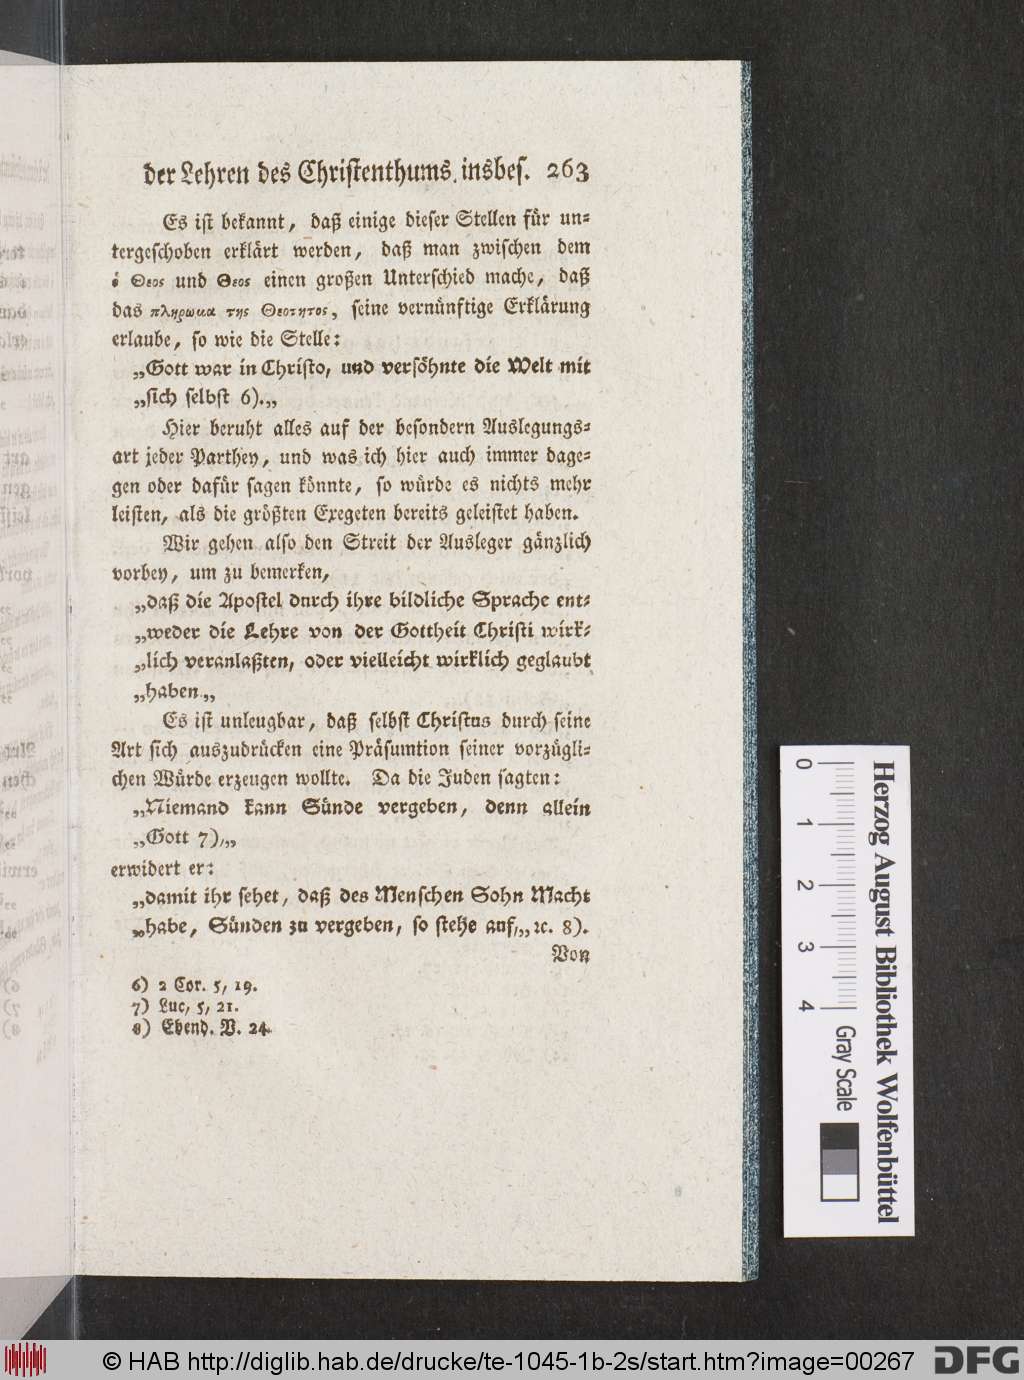 der Lehren des Christenthums. insbes. 263
Es ist bekannt, daß einige dieser Stellen für un-
tergeschoben erklärt werden, daß man zwischen dem
ὁ Θεος und Θεος einen großen Unterschied mache, daß
das πληρωμα της Θεοτητος, seine vernünftige Erklärung
erlaube, so wie die Stelle:
„Gott war in Christo, und versöhnte die Welt mit
„sich selbst 6).„
Hier beruht alles auf der besondern Auslegungs-
art jeder Parthey, und was ich hier auch immer dage-
gen oder dafür sagen könnte, so würde es nichts mehr
leisten, als die größten Exegeten bereits geleistet haben.
Wir gehen also den Streit der Ausleger gänzlich
vorbey, um zu bemerken,
„daß die Apostel durch ihre bildliche Sprache ent-
„weder die Lehre von der Gottheit Christi wirk-
„lich veranlaßten, oder vielleicht wirklich geglaubt
„haben„
Es ist unleugbar, daß selbst Christus durch seine
Art sich auszudrücken eine Präsumtion seiner vorzügli-
chen Würde erzeugen wollte. Da die Juden sagten:
„Niemand kann Sünde vergeben, denn allein
„Gott 7),„
erwidert er:
„damit ihr sehet, daß des Menschen Sohn Macht
„habe, Sünden zu vergeben, so stehe auf,„ ꝛc. 8).
Von
6) 2 Cor. 5, 19.
7) Luc, 5, 21.
8) Ebend. V. 24.
0 1 2 3 4
Herzog August Bibliothek Wolfenbüttel
Gray Scale
© HAB http://diglib.hab.de/drucke/te-1045-1b-2s/start.htm?image=00267
DFG